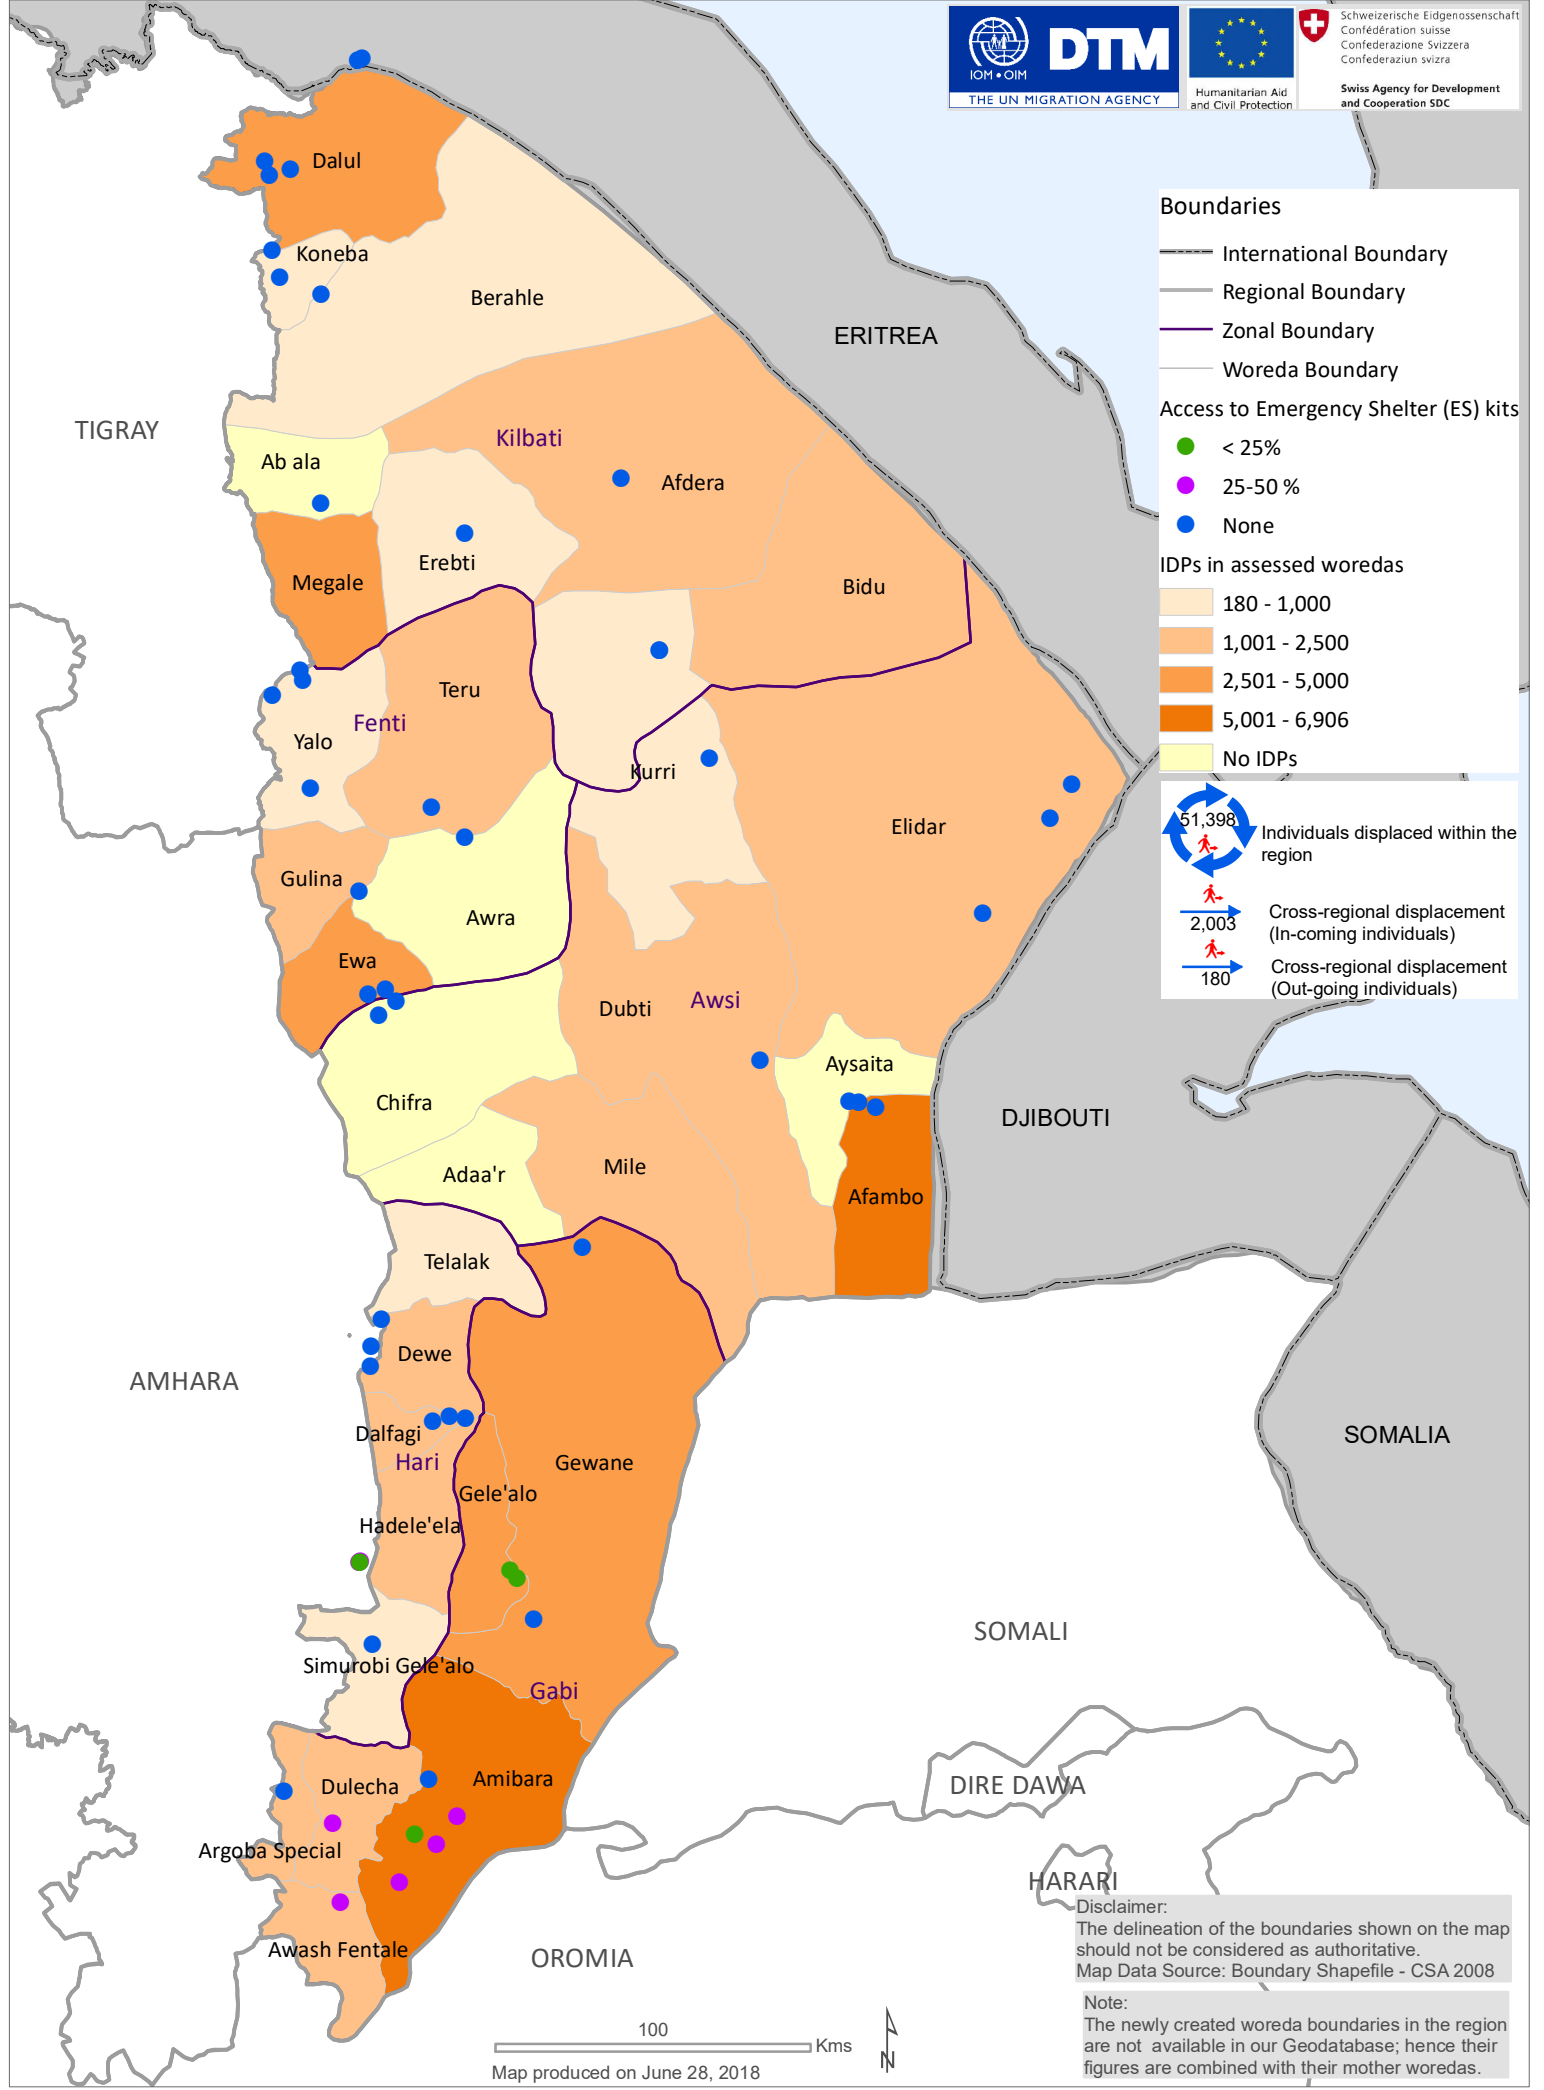 IOM • OIM
DTM
THE UN MIGRATION AGENCY
Humanitarian Aid
and Civil Protection
Schweizerische Eidgenossenschaft
Confédération suisse
Confederazione Svizzera
Confederaziun svizra
Swiss Agency for Development
and Cooperation SDC
Boundaries
International Boundary
Regional Boundary
Zonal Boundary
Woreda Boundary
Access to Emergency Shelter (ES) kits
< 25%
25-50 %
None
IDPs in assessed woredas
180 - 1,000
1,001 - 2,500
2,501 - 5,000
5,001 - 6,906
No IDPs
51,398
Individuals displaced within the
region
2,003
Cross-regional displacement
(In-coming individuals)
180
Cross-regional displacement
(Out-going individuals)
Dalul
Koneba
Berahle
ERITREA
TIGRAY
Kilbati
Ab ala
Afdera
Erebti
Megale
Bidu
Teru
Fenti
Yalo
Kurri
Elidar
Gulina
Awra
Ewa
Dubti
Awsi
Aysaita
Chifra
DJIBOUTI
Adaa'r
Mile
Afambo
Telalak
Dewe
AMHARA
Dalfagi
Hari
Gewane
SOMALIA
Gele'alo
Hadele'ela
SOMALI
Simurobi Gele'alo
Gabi
Dulecha
Amibara
DIRE DAWA
Argoba Special
HARARI
Awash Fentale
OROMIA
Disclaimer:
The delineation of the boundaries shown on the map
should not be considered as authoritative.
Map Data Source: Boundary Shapefile - CSA 2008
Note:
The newly created woreda boundaries in the region
are not available in our Geodatabase; hence their
figures are combined with their mother woredas.
100
Kms
N
Map produced on June 28, 2018